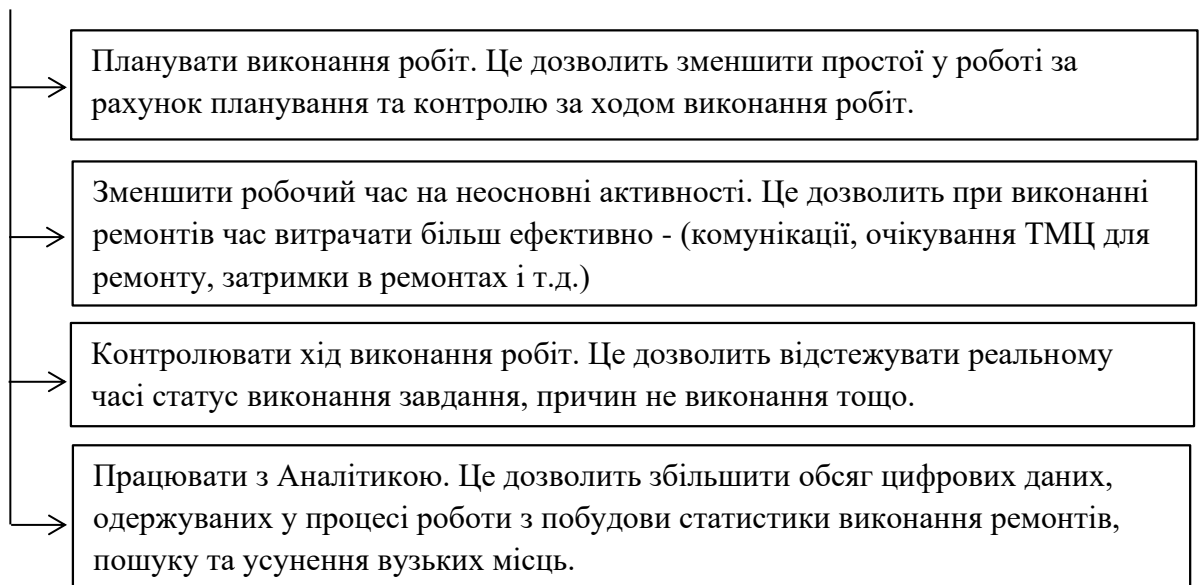 Планувати виконання робіт. Це дозволить зменшити простої у роботі за
рахунок планування та контролю за ходом виконання робіт.
Зменшити робочий час на неосновні активності. Це дозволить при виконанні
ремонтів час витрачати більш ефективно - (комунікації, очікування ТМЦ для
ремонту, затримки в ремонтах і т.д.)
Контролювати хід виконання робіт. Це дозволить відстежувати реальному
часі статус виконання завдання, причин не виконання тощо.
Працювати з Аналітикою. Це дозволить збільшити обсяг цифрових даних,
одержуваних у процесі роботи з побудови статистики виконання ремонтів,
пошуку та усунення вузьких місць.